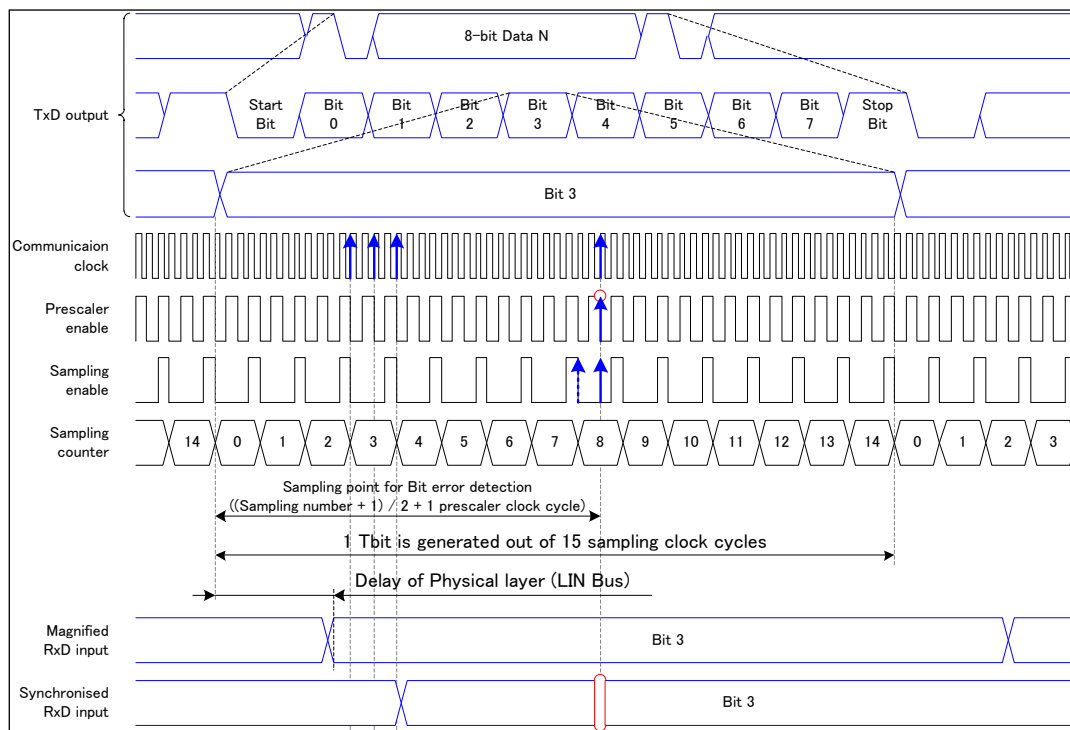 8-bit Data N
TxD output
Start Bit
Bit 0
Bit 1
Bit 2
Bit 3
Bit 4
Bit 5
Bit 6
Bit 7
Stop Bit
Bit 3
Communicaion
clock
Prescaler
enable
Sampling
enable
Sampling
counter
14 0 1 2 3 4 5 6 7 8 9 10 11 12 13 14 0 1 2 3
Sampling point for Bit error detection
((Sampling number + 1) / 2 + 1 prescaler clock cycle)
1 Tbit is generated out of 15 sampling clock cycles
Delay of Physical layer (LIN Bus)
Magnified
RxD input
Bit 3
Synchronised
RxD input
Bit 3